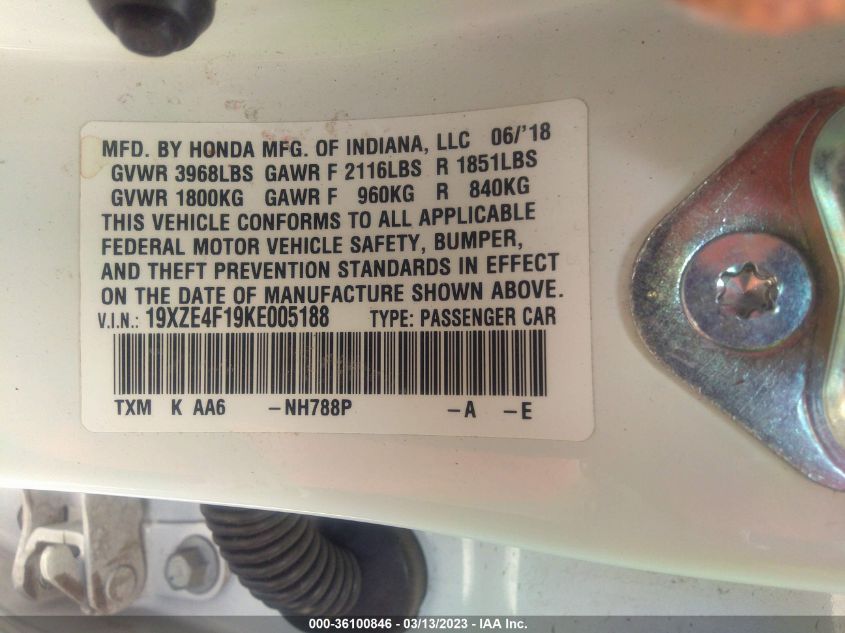 MFD. BY HONDA MFG. OF INDIANA, LLC 06/'18
GVWR 3968LBS GAWR F 2116LBS R 1851LBS
GVWR 1800KG GAWR F 960KG R 840KG
THIS VEHICLE CONFORMS TO ALL APPLICABLE
FEDERAL MOTOR VEHICLE SAFETY, BUMPER,
AND THEFT PREVENTION STANDARDS IN EFFECT
ON THE DATE OF MANUFACTURE SHOWN ABOVE.
V.I.N.: 19XZE4F19KE005188 TYPE: PASSENGER CAR
TXM K AA6 -NH788P -A -E
000-36100846 - 03/13/2023 - IAA Inc.